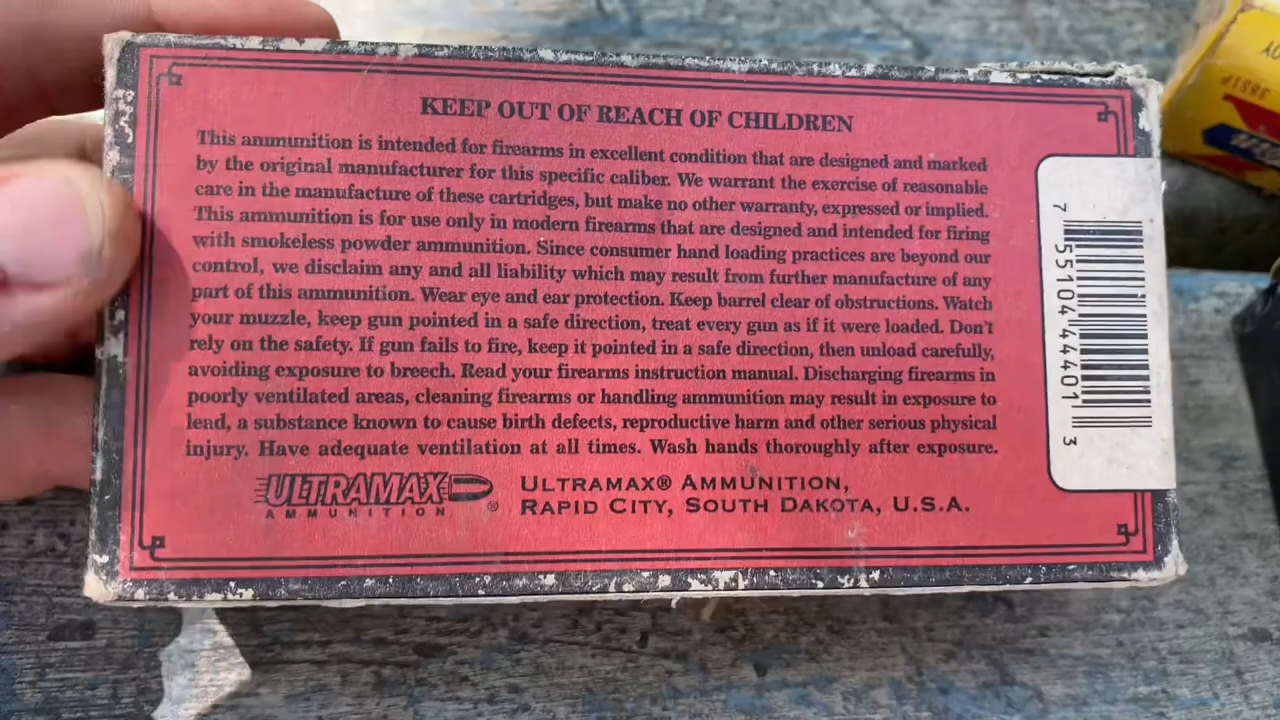 KEEP OUT OF REACH OF CHILDREN
This ammunition is intended for firearms in excellent condition that are designed and marked
by the original manufacturer for this specific caliber. We warrant the exercise of reasonable
care in the manufacture of these cartridges, but make no other warranty, expressed or implied.
This ammunition is for use only in modern firearms that are designed and intended for firing
with smokeless powder ammunition. Since consumer hand loading practices are beyond our
control, we disclaim any and all liability which may result from further manufacture of any
part of this ammunition. Wear eye and ear protection. Keep barrel clear of obstructions. Watch
your muzzle, keep gun pointed in a safe direction, treat every gun as if it were loaded. Don't
rely on the safety. If gun fails to fire, keep it pointed in a safe direction, then unload carefully,
avoiding exposure to breech. Read your firearms instruction manual. Discharging firearms in
poorly ventilated areas, cleaning firearms or handling ammunition may result in exposure to
lead, a substance known to cause birth defects, reproductive harm and other serious physical
injury. Have adequate ventilation at all times. Wash hands thoroughly after exposure.
ULTRAMAX
AMMUNITION ®
ULTRAMAX® AMMUNITION,
RAPID CITY, SOUTH DAKOTA, U.S.A.
7 55104 44401 3
38S1P